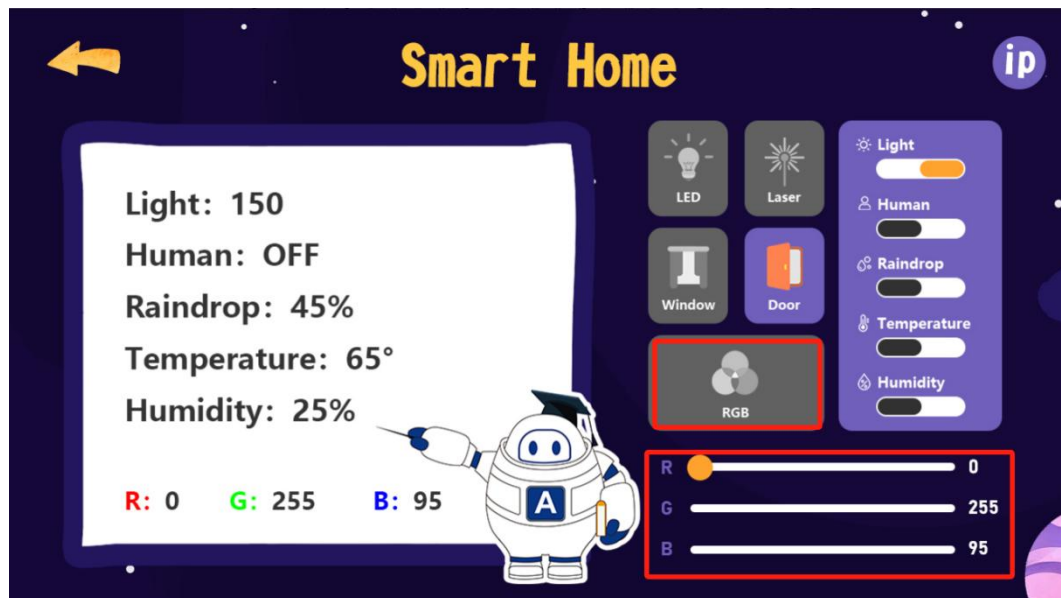 Smart Home
ip
Light: 150
Human: OFF
Raindrop: 45%
Temperature: 65°
Humidity: 25%
R: 0 G: 255 B: 95
A
LED
Laser
Window
Door
RGB
Light
Human
Raindrop
Temperature
Humidity
R 0
G 255
B 95